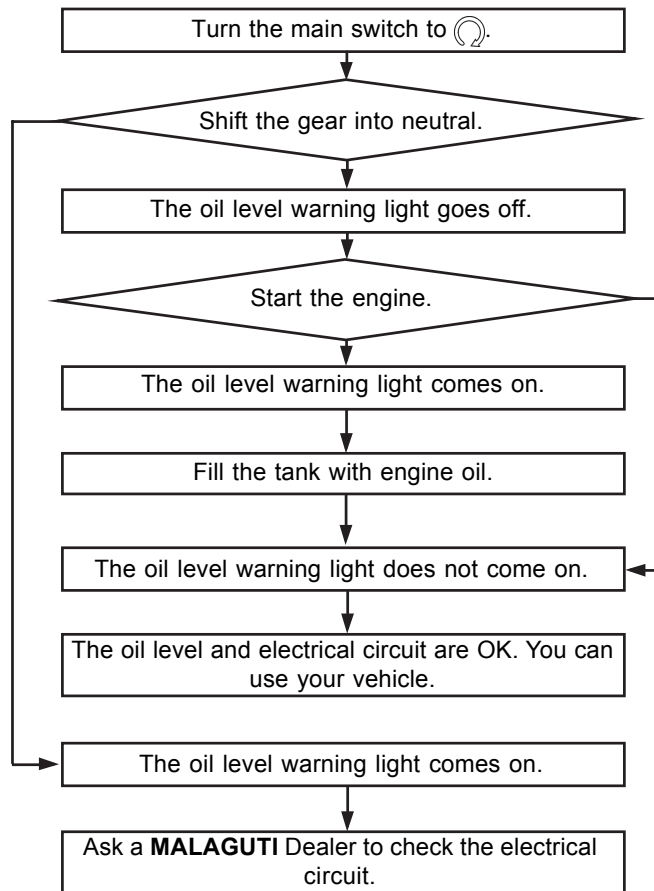 Turn the main switch to .
Shift the gear into neutral.
The oil level warning light goes off.
Start the engine.
The oil level warning light comes on.
Fill the tank with engine oil.
The oil level warning light does not come on.
The oil level and electrical circuit are OK. You can
use your vehicle.
The oil level warning light comes on.
Ask a MALAGUTI Dealer to check the electrical
circuit.